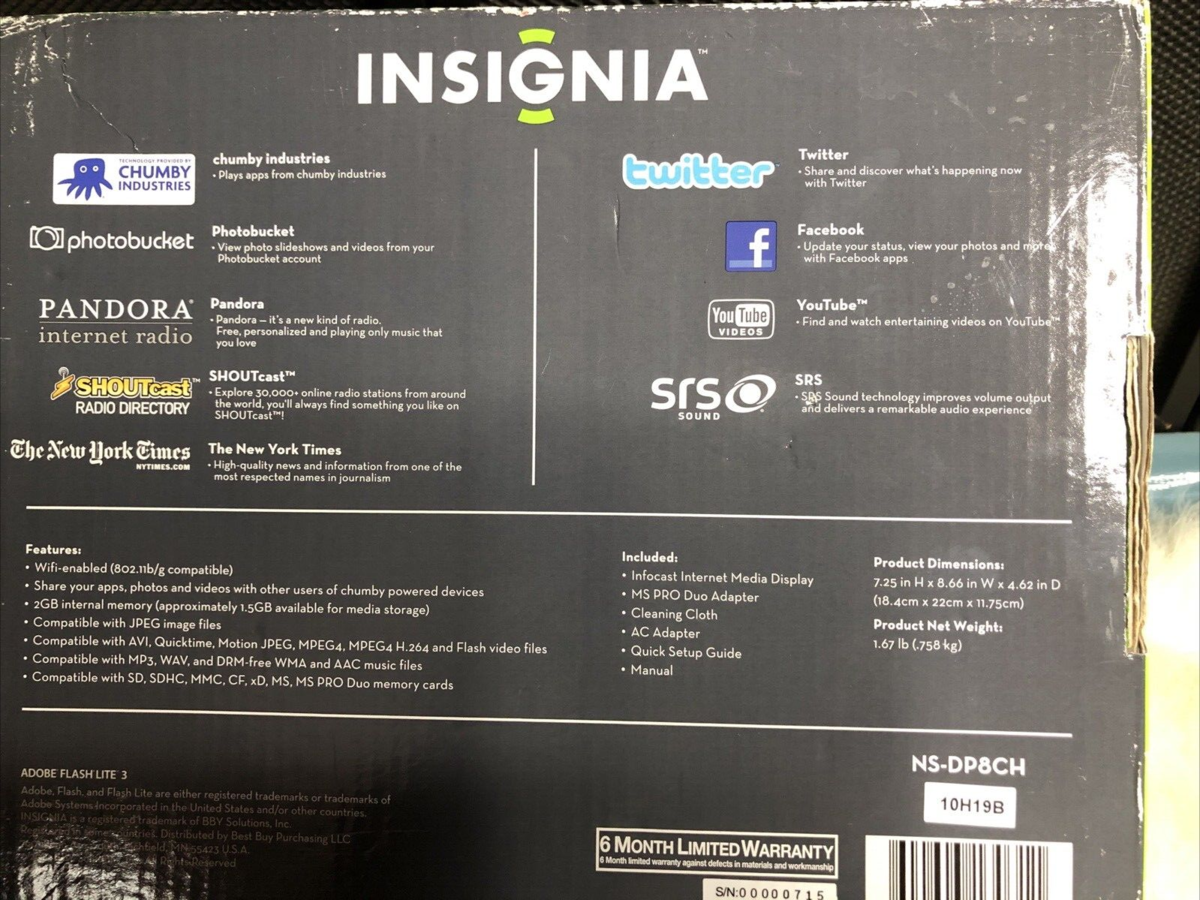 INSIGNIA™
TECHNOLOGY PROVIDED BY
CHUMBY
INDUSTRIES
chumby industries
• Plays apps from chumby industries
photobucket
Photobucket
• View photo slideshows and videos from your
Photobucket account
PANDORA®
internet radio
Pandora
• Pandora – it's a new kind of radio.
Free, personalized and playing only music that
you love
SHOUTcast™
RADIO DIRECTORY
SHOUTcast™
• Explore 30,000+ online radio stations from around
the world, you'll always find something you like on
SHOUTcast™!
The New York Times
NYTIMES.COM
The New York Times
• High-quality news and information from one of the
most respected names in journalism
twitter
Twitter
• Share and discover what's happening now
with Twitter
f
Facebook
• Update your status, view your photos and more
with Facebook apps
You Tube
VIDEOS
YouTube™
• Find and watch entertaining videos on YouTube™
SRS
SOUND
SRS
• SRS Sound technology improves volume output
and delivers a remarkable audio experience
Features:
• Wifi-enabled (802.11b/g compatible)
• Share your apps, photos and videos with other users of chumby powered devices
• 2GB internal memory (approximately 1.5GB available for media storage)
• Compatible with JPEG image files
• Compatible with AVI, Quicktime, Motion JPEG, MPEG4, MPEG4 H.264 and Flash video files
• Compatible with MP3, WAV, and DRM-free WMA and AAC music files
• Compatible with SD, SDHC, MMC, CF, xD, MS, MS PRO Duo memory cards
Included:
• Infocast Internet Media Display
• MS PRO Duo Adapter
• Cleaning Cloth
• AC Adapter
• Quick Setup Guide
• Manual
Product Dimensions:
7.25 in H x 8.66 in W x 4.62 in D
(18.4cm x 22cm x 11.75cm)
Product Net Weight:
1.67 lb (.758 kg)
ADOBE FLASH LITE 3
Adobe, Flash, and Flash Lite are either registered trademarks or trademarks of
Adobe Systems Incorporated in the United States and/or other countries.
INSIGNIA is a registered trademark of BBY Solutions, Inc.
Registered in some countries. Distributed by Best Buy Purchasing LLC
MN 55423 U.S.A.
All Rights Reserved
NS-DP8CH
10H19B
6 MONTH LIMITED WARRANTY
6 Month limited warranty against defects in materials and workmanship
S/N:00000715